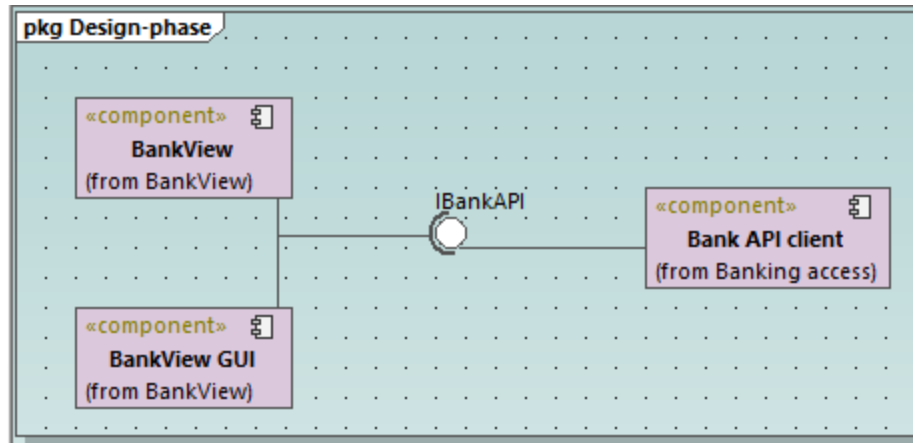 pkg Design-phase
«component»
BankView
(from BankView)
IBankAPI
«component»
Bank API client
(from Banking access)
«component»
BankView GUI
(from BankView)